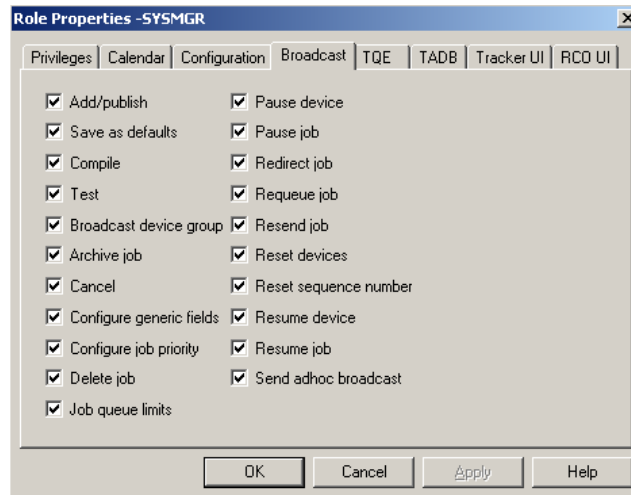 Role Properties -SYSMGR
Privileges Calendar Configuration Broadcast TQE TADB Tracker UI RCO UI
Add/publish
Save as defaults
Compile
Test
Broadcast device group
Archive job
Cancel
Configure generic fields
Configure job priority
Delete job
Job queue limits
Pause device
Pause job
Redirect job
Requeue job
Resend job
Reset devices
Reset sequence number
Resume device
Resume job
Send adhoc broadcast
OK Cancel Apply Help